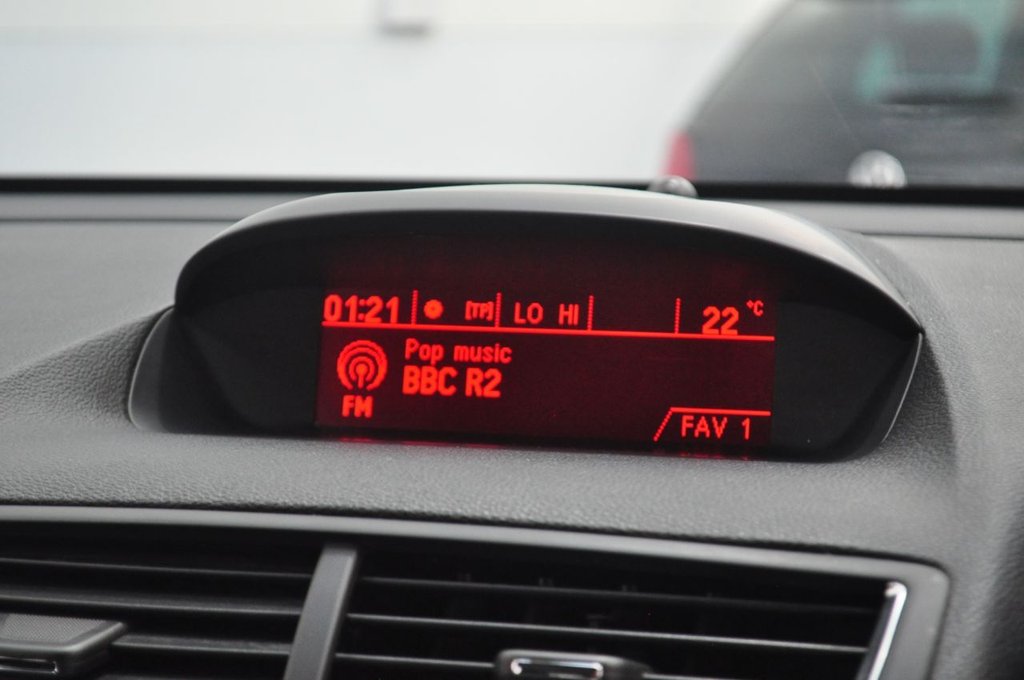 01:21 [TP] LO HI 22 °C
Pop music
BBC R2
FM
FAV 1